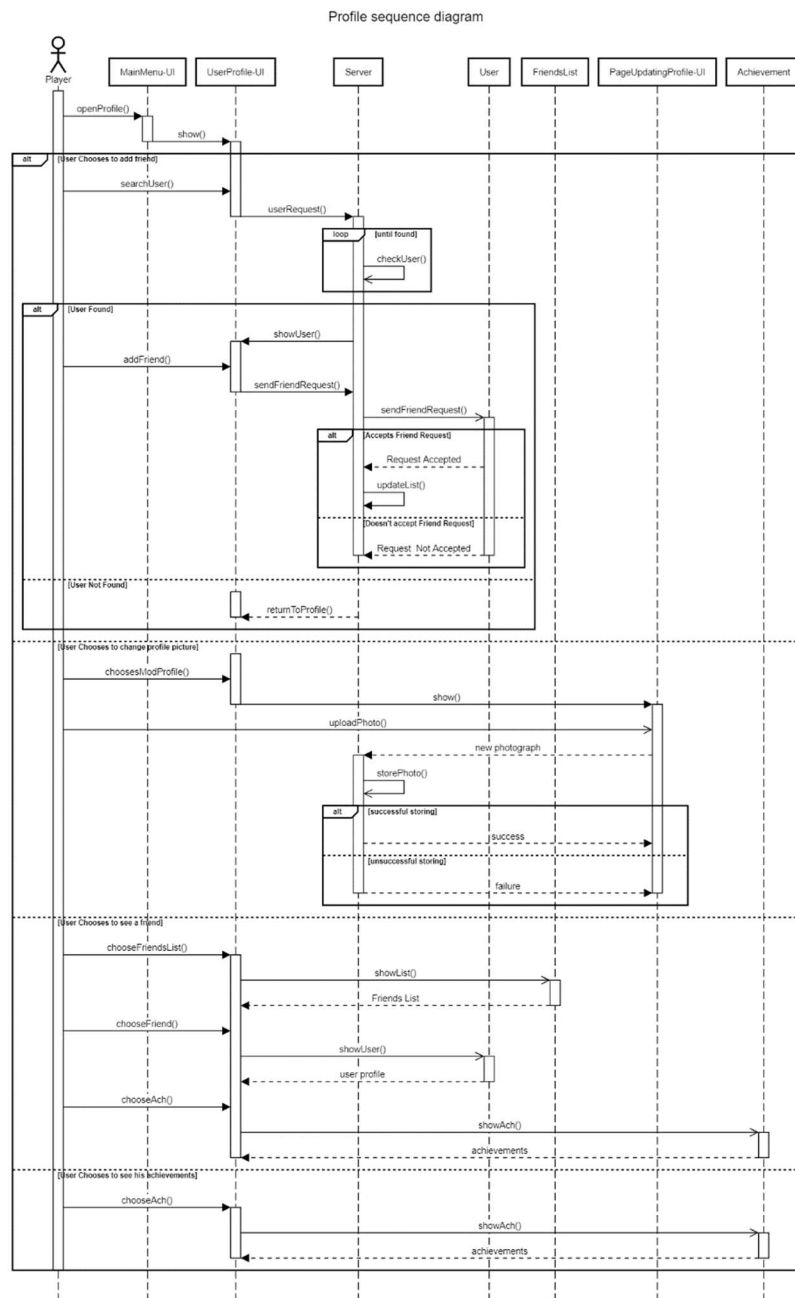 Profile sequence diagram
Player
MainMenu-UI
UserProfile-UI
Server
User
FriendsList
PageUpdatingProfile-UI
Achievement
openProfile()
show()
alt
[User Chooses to add friend]
searchUser()
userRequest()
loop
[until found]
checkUser()
alt
[User Found]
showUser()
addFriend()
sendFriendRequest()
sendFriendRequest()
alt
[Accepts Friend Request]
Request Accepted
updateList()
[Doesn't accept Friend Request]
Request Not Accepted
[User Not Found]
returnToProfile()
[User Chooses to change profile picture]
choosesModProfile()
show()
uploadPhoto()
new photograph
storePhoto()
alt
[successful storing]
success
[unsuccessful storing]
failure
[User Chooses to see a friend]
chooseFriendsList()
showList()
Friends List
chooseFriend()
showUser()
user profile
chooseAch()
showAch()
achievements
[User Chooses to see his achievements]
chooseAch()
showAch()
achievements